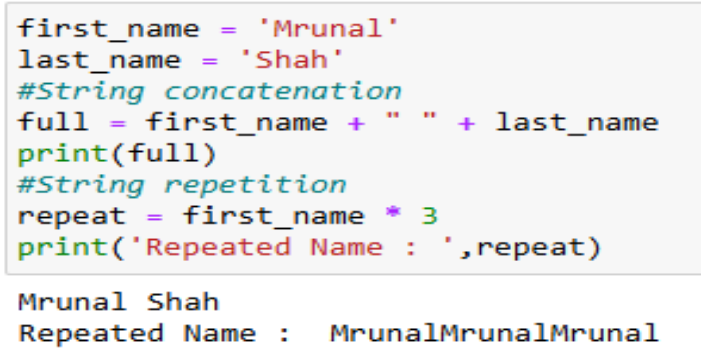 first_name = 'Mrunal'
last_name = 'Shah'
#String concatenation
full = first_name + " " + last_name
print(full)
#String repetition
repeat = first_name * 3
print('Repeated Name : ',repeat)
Mrunal Shah
Repeated Name :  MrunalMrunalMrunal